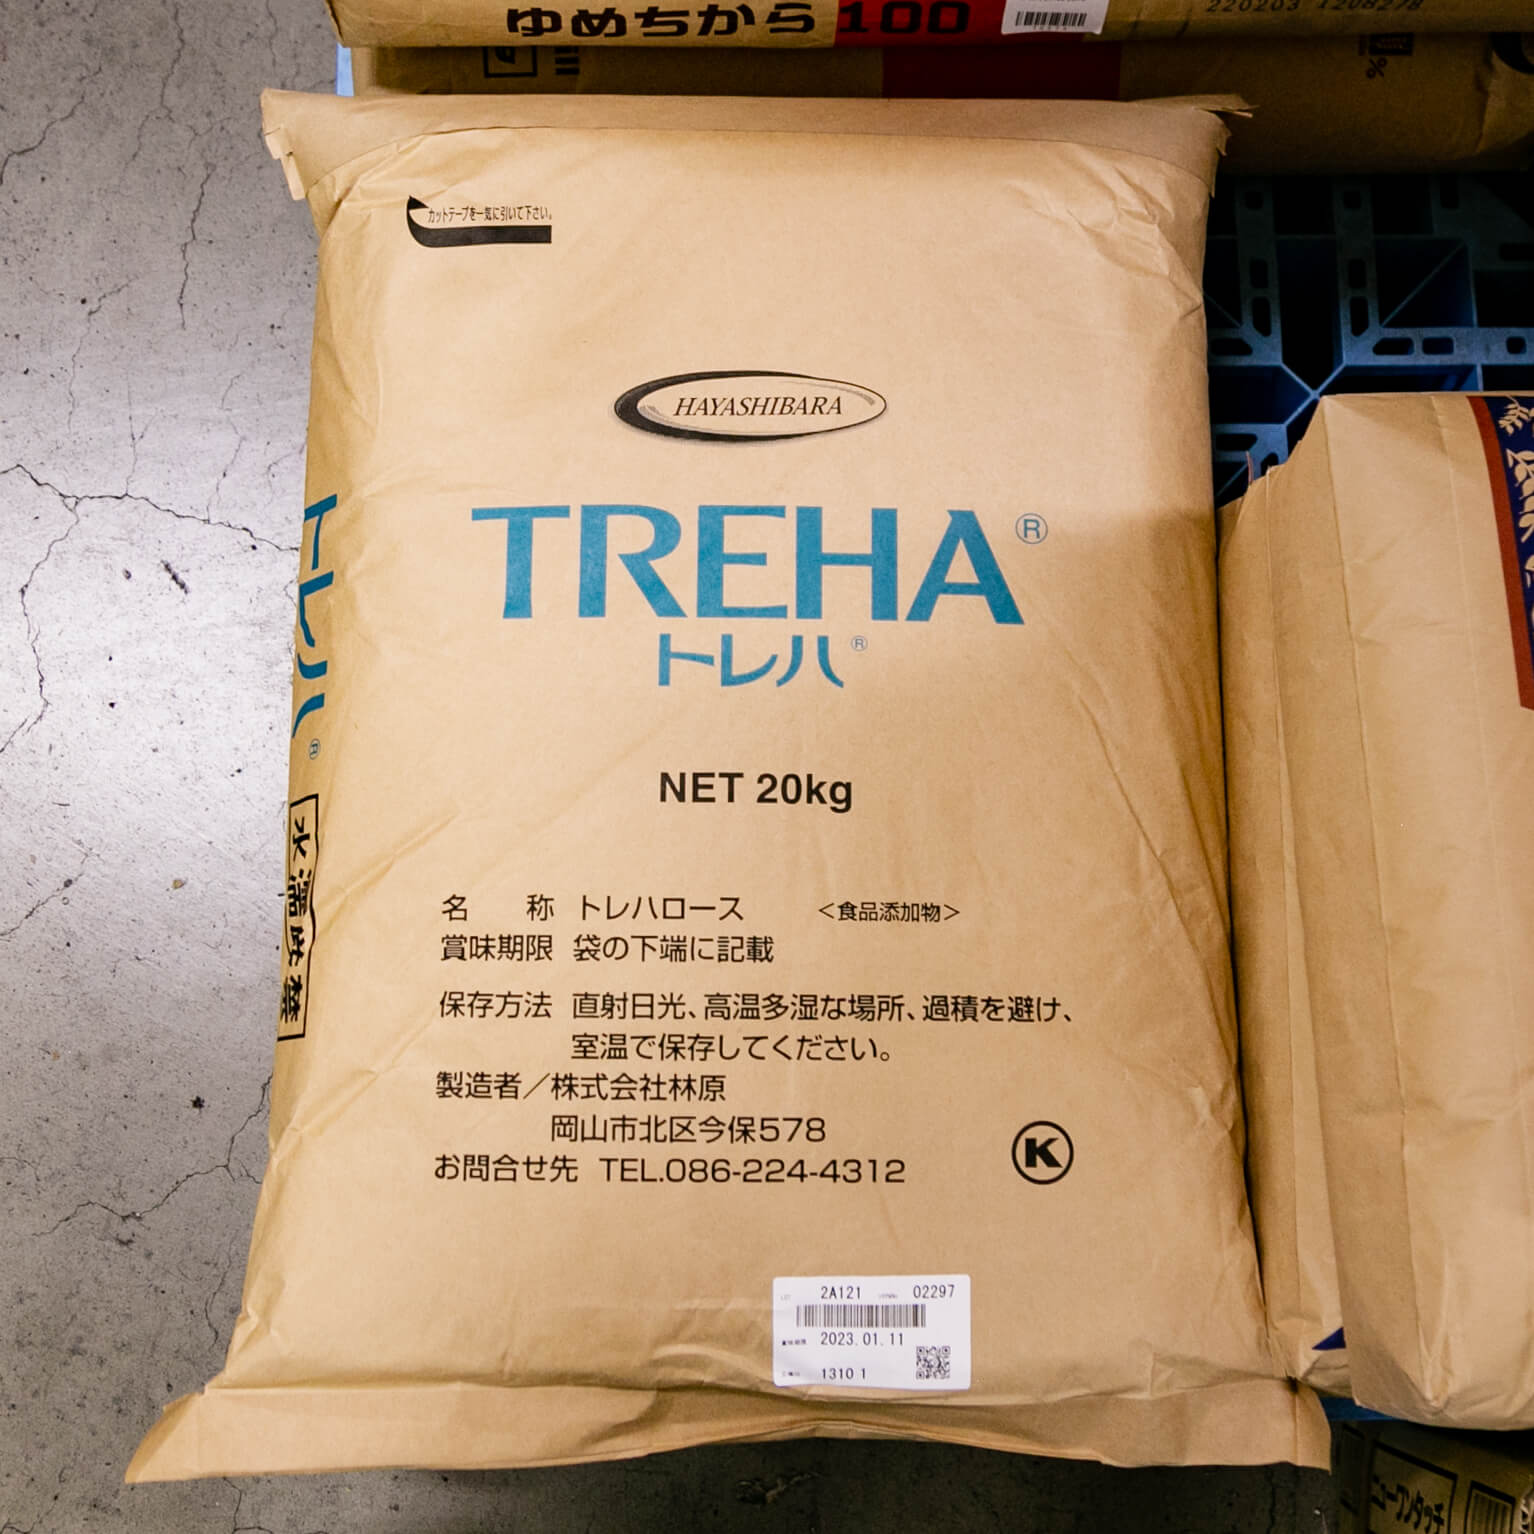 ゆめちから100
220203 1208278
%
カットテープを一気に引いて下さい。
HAYASHIBARA
TREHA®
トレハ®
NET 20kg
名 称 トレハロース <食品添加物>
賞味期限 袋の下端に記載
保存方法 直射日光、高温多湿な場所、過積を避け、
室温で保存してください。
製造者/株式会社林原
岡山市北区今保578
お問合せ先 TEL.086-224-4312
K
2A121 02297
2023.01.11
1310 1
トレハ®
水濡厳禁